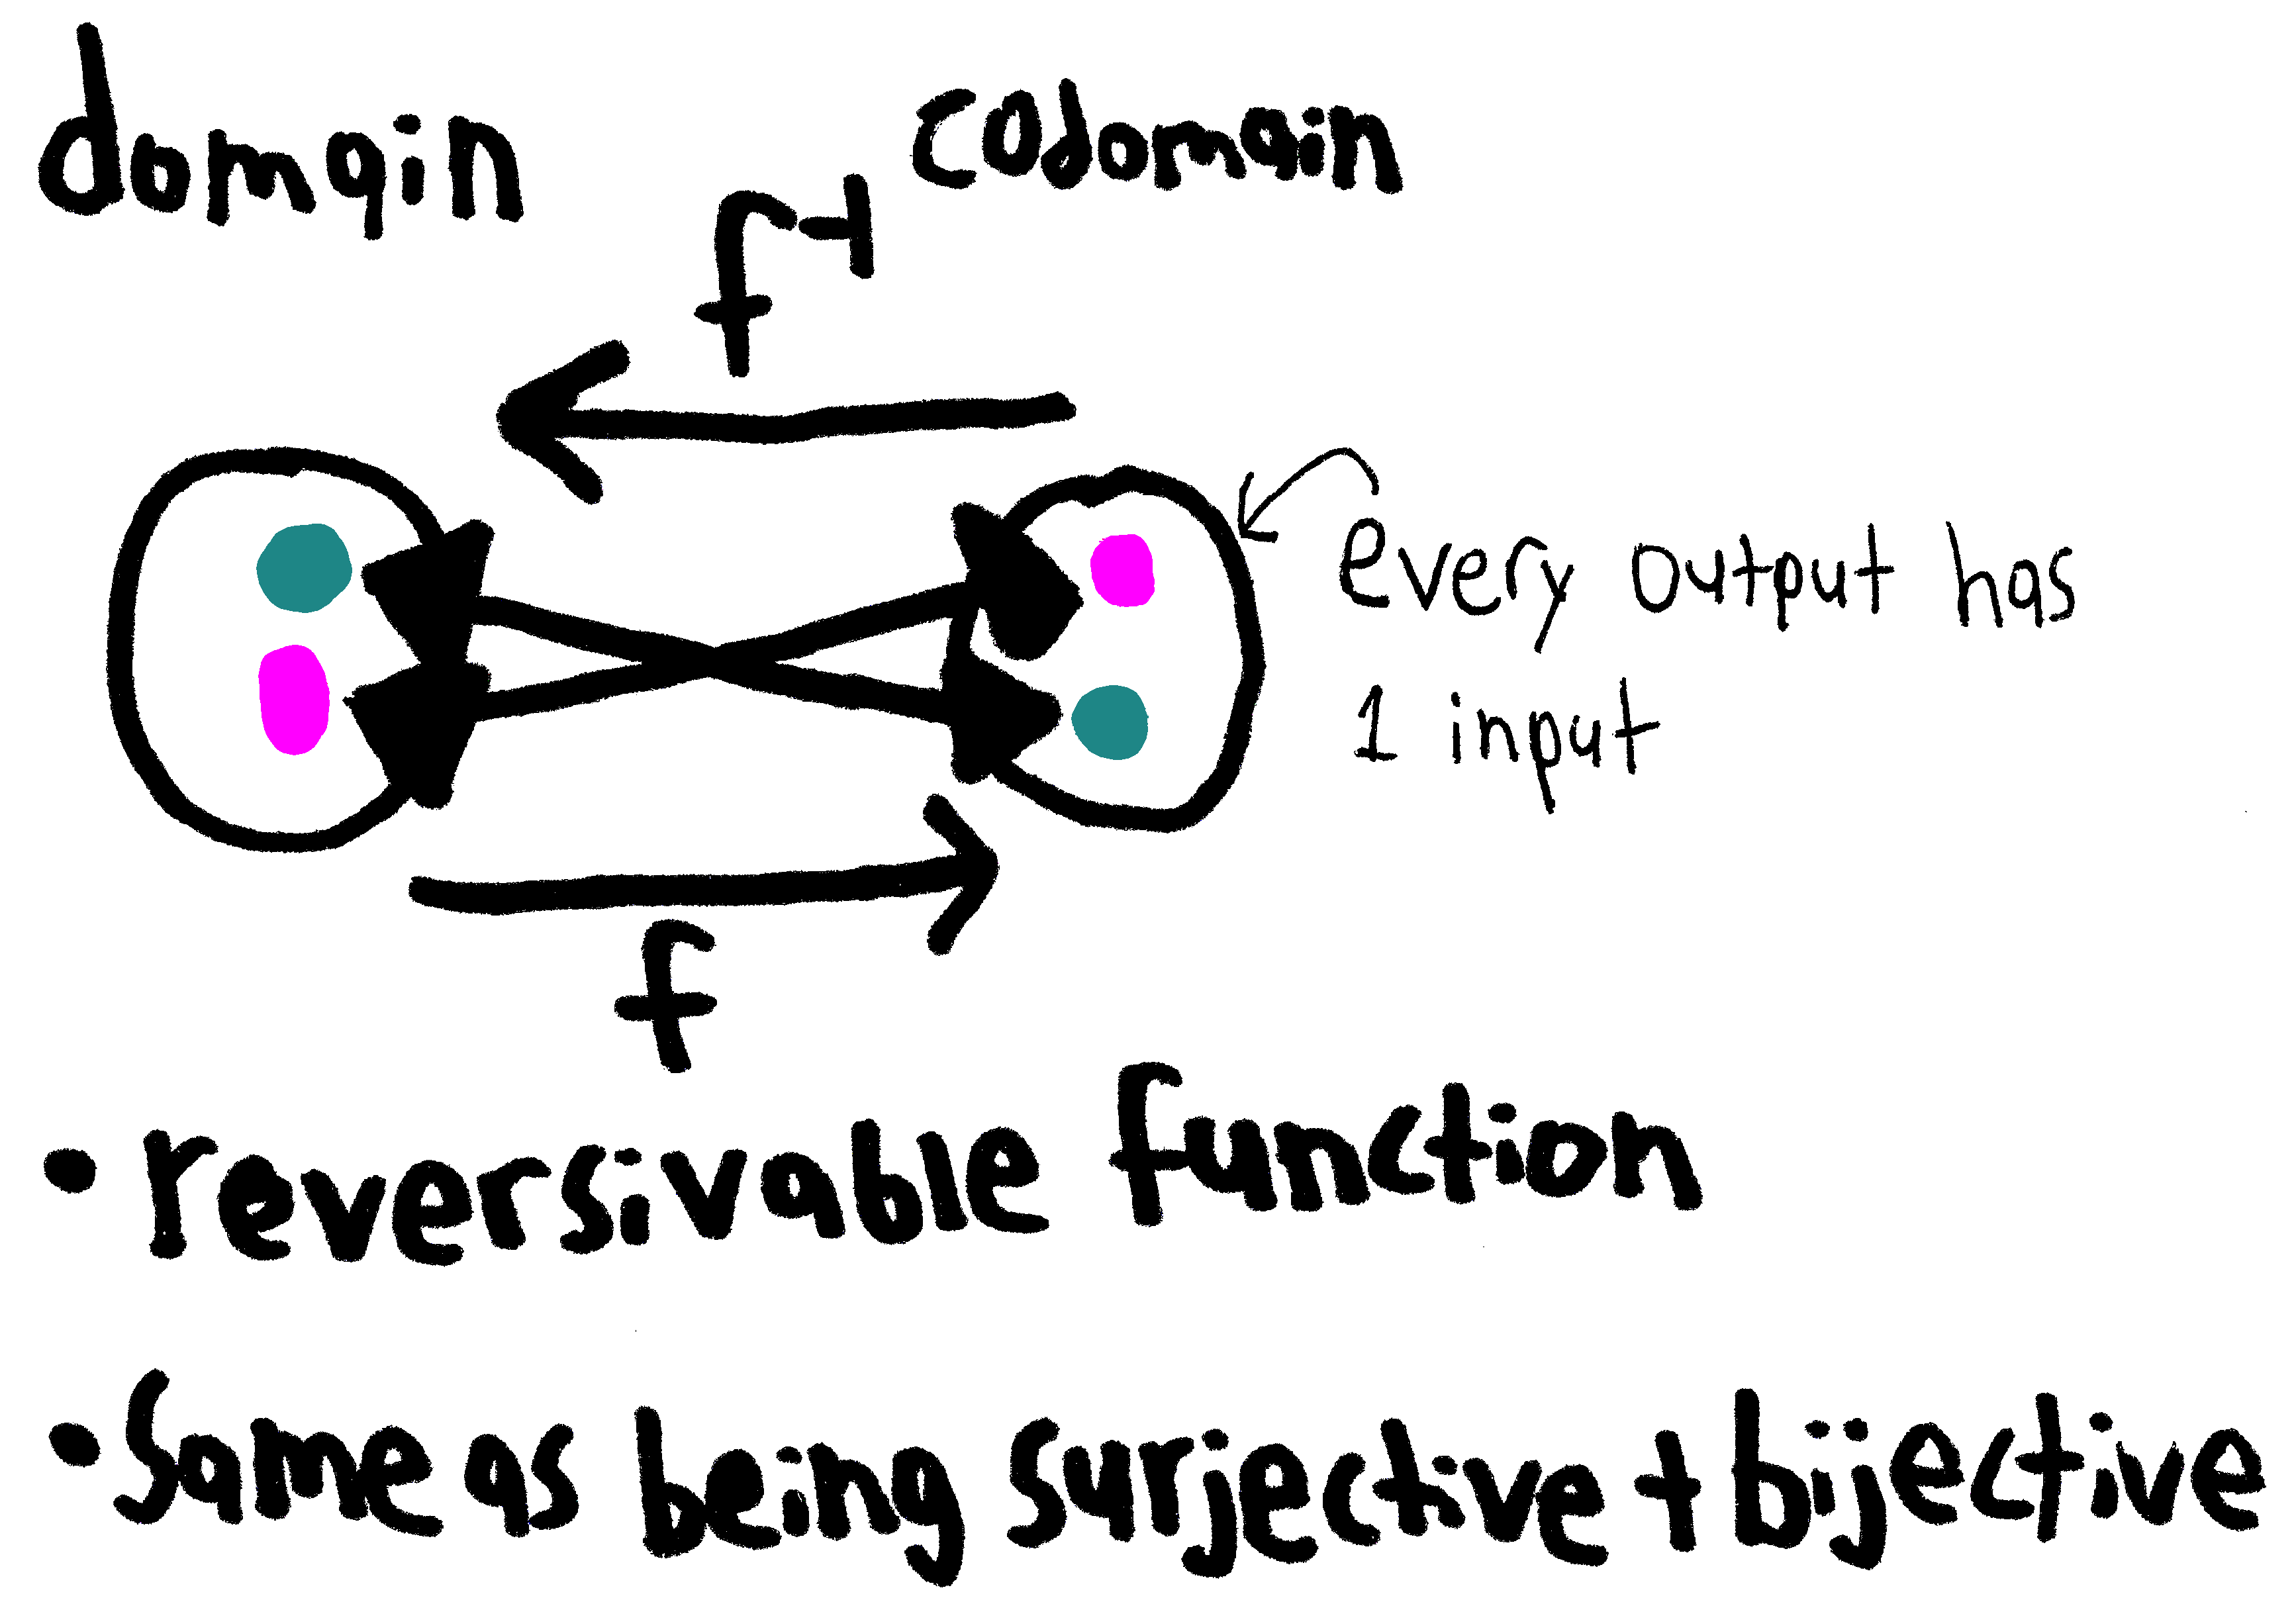 domain
codomain
f⁻¹
every output has
1 input
f
• reversivable function
• Same as being surjective + bijective